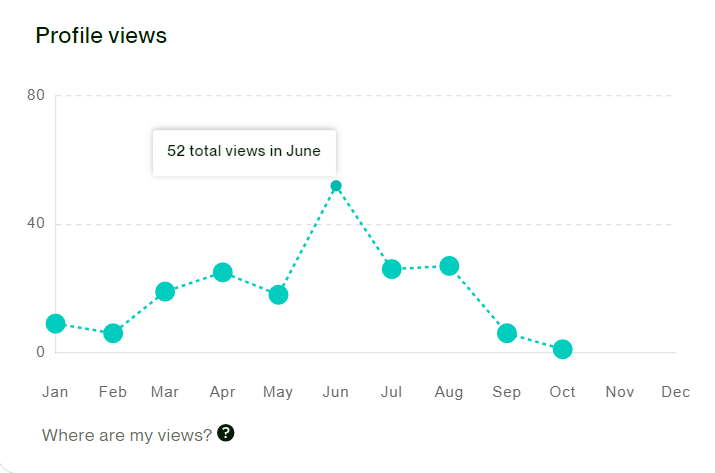 Profile views
80
52 total views in June
40
0
Jan Feb Mar Apr May Jun Jul Aug Sep Oct Nov Dec
Where are my views? ?